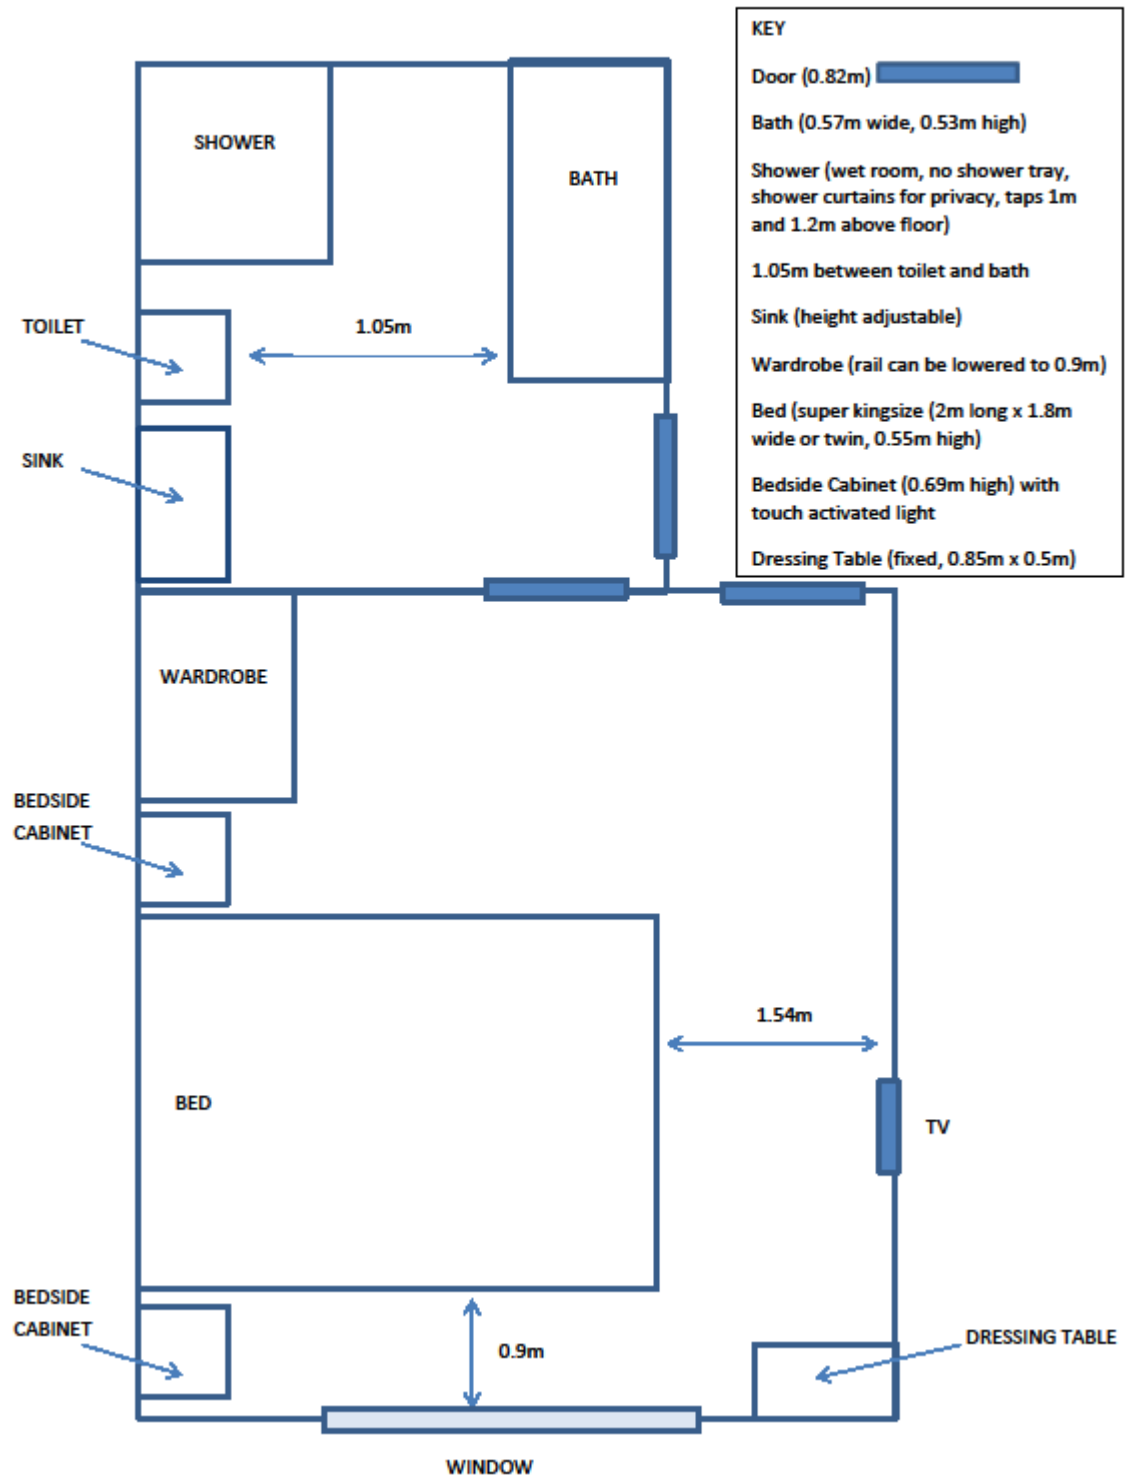 KEY
Door (0.82m)
Bath (0.57m wide, 0.53m high)
Shower (wet room, no shower tray,
shower curtains for privacy, taps 1m
and 1.2m above floor)
1.05m between toilet and bath
Sink (height adjustable)
Wardrobe (rail can be lowered to 0.9m)
Bed (super kingsize (2m long x 1.8m
wide or twin, 0.55m high)
Bedside Cabinet (0.69m high) with
touch activated light
Dressing Table (fixed, 0.85m x 0.5m)
SHOWER
BATH
TOILET
1.05m
SINK
WARDROBE
BEDSIDE
CABINET
1.54m
BED
TV
BEDSIDE
CABINET
0.9m
DRESSING TABLE
WINDOW